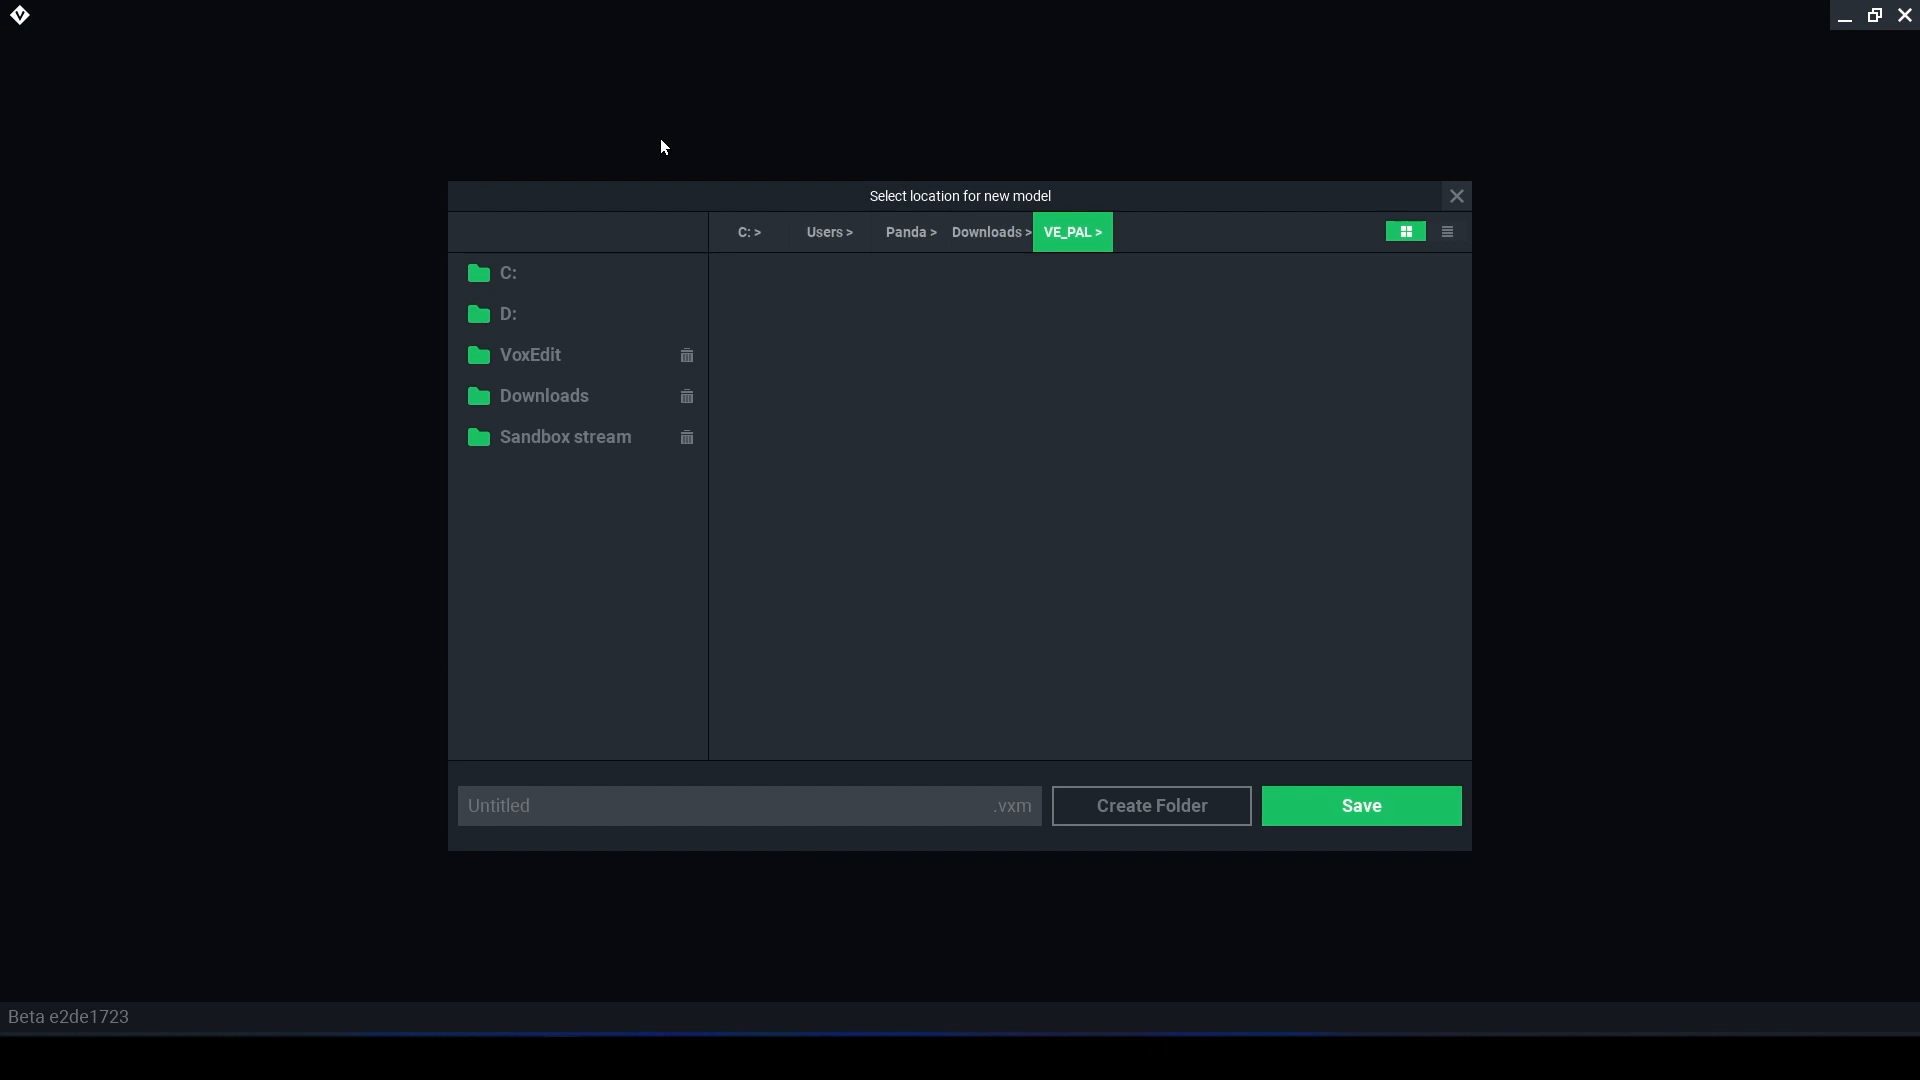 Select location for new model
C: >
Users >
Panda >
Downloads >
VE_PAL >
C:
D:
VoxEdit
Downloads
Sandbox stream
Untitled
.vxm
Create Folder
Save
Beta e2de1723